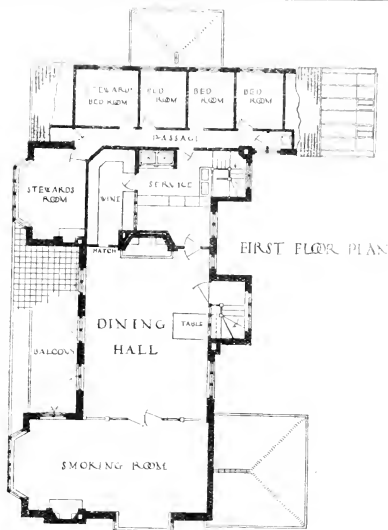 STEWARDS
BED ROOM
BED
ROOM
BED
ROOM
BED
ROOM
PASSAGE
STEWARDS
ROOM
WINE
SERVICE
HATCH
FIRST FLOOR PLAN
DINING
HALL
TABLE
BALCONY
SMOKING ROOM